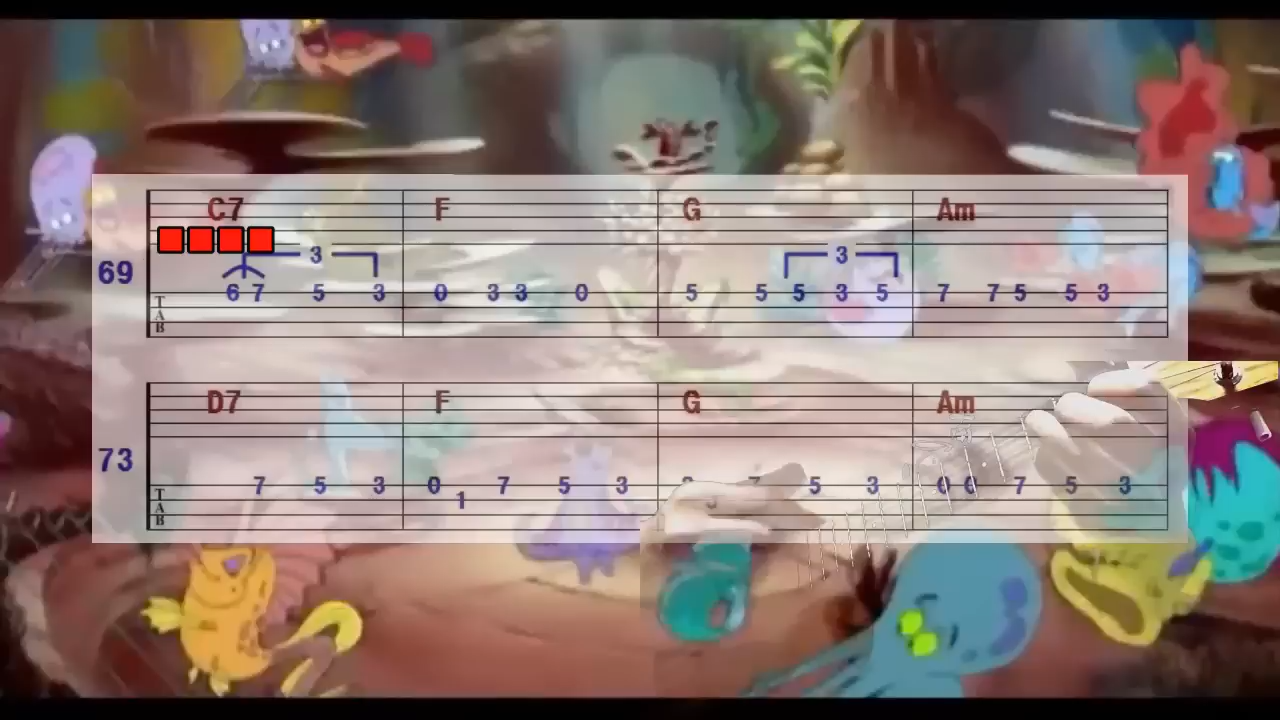 C7 F G Am
3 3
69
6 7 5 3 0 3 3 0 5 5 5 3 5 7 7 5 5 3
T
A
B
D7 F G Am
73
7 5 3 0 7 5 3 5 3 0 0 7 5 3
1
T
A
B